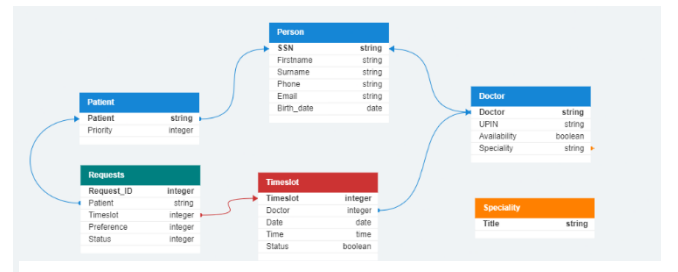 Person
SSN string
Firstname string
Surname string
Phone string
Email string
Birth_date date
Patient
Patient string
Priority integer
Doctor
Doctor string
UPIN string
Availability boolean
Speciality string
Requests
Request_ID integer
Patient string
Timeslot integer
Preference integer
Status integer
Timeslot
Timeslot integer
Doctor integer
Date date
Time time
Status boolean
Speciality
Title string